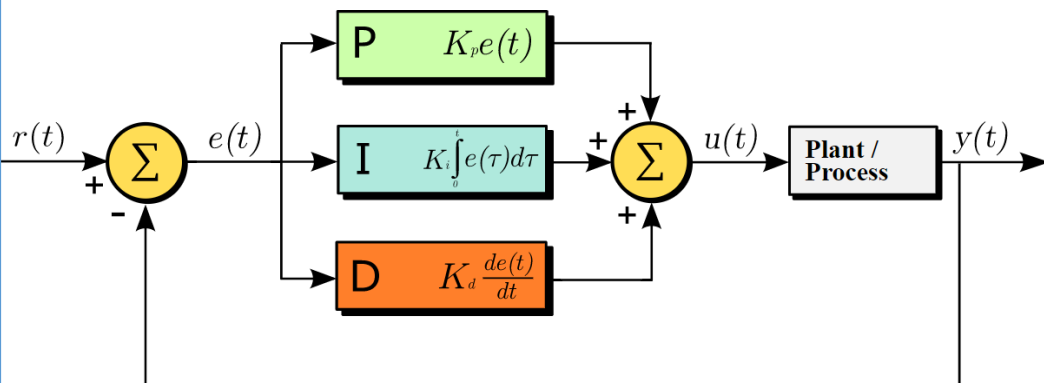 P K_p e(t)
r(t) + - Σ e(t)
I K_i ∫_0^t e(τ)dτ
D K_d de(t)/dt
+ + + Σ u(t)
Plant /
Process
y(t)